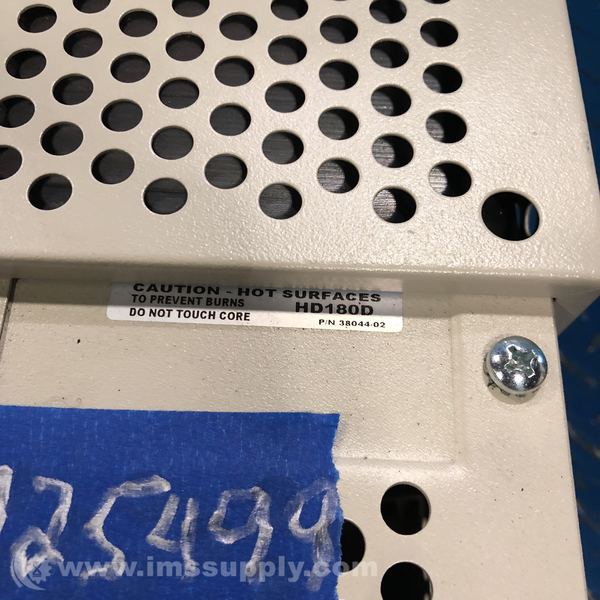 CAUTION - HOT SURFACES
TO PREVENT BURNS HD180D
DO NOT TOUCH CORE P/N 38044-02
25499
www.imssupply.com